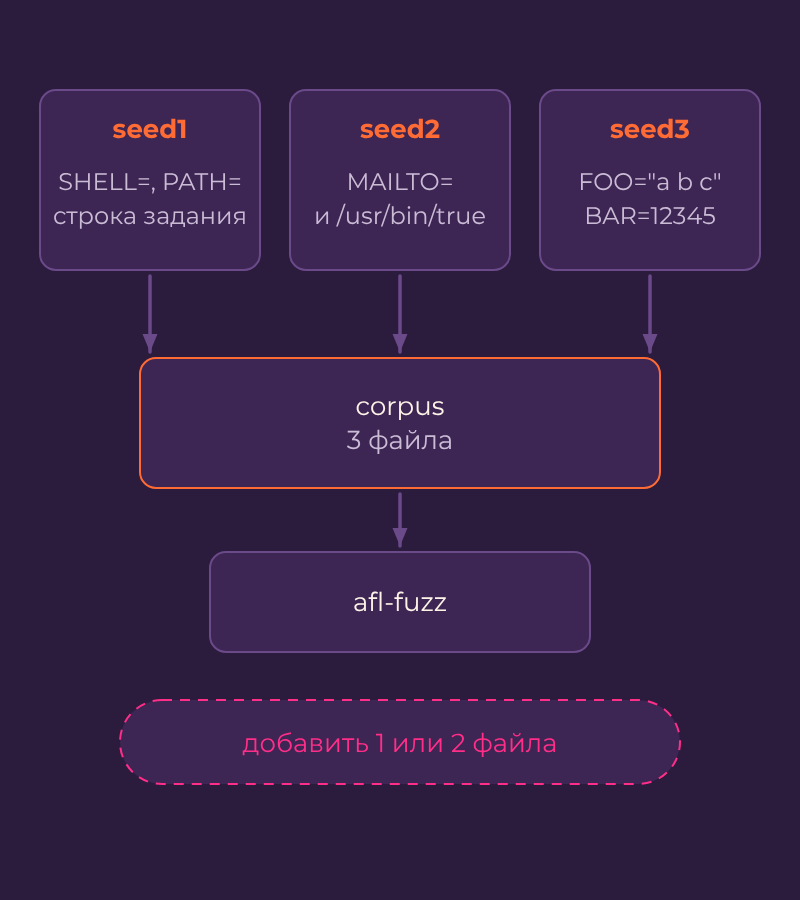 seed1
SHELL=, PATH=
строка задания
seed2
MAILTO=
и /usr/bin/true
seed3
FOO="a b c"
BAR=12345
corpus
3 файла
afl-fuzz
добавить 1 или 2 файла